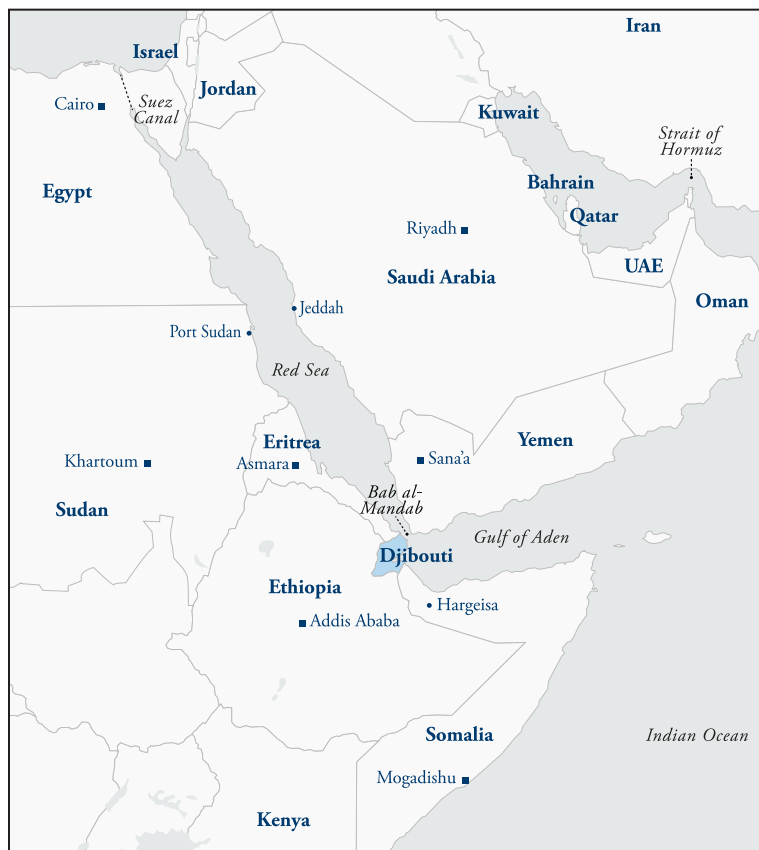 Iran
Israel
Jordan
Cairo
Suez
Canal
Kuwait
Strait of
Hormuz
Egypt
Bahrain
Qatar
Riyadh
UAE
Saudi Arabia
Oman
Jeddah
Port Sudan
Red Sea
Eritrea
Yemen
Khartoum
Asmara
Sana’a
Bab al-
Mandab
Sudan
Gulf of Aden
Djibouti
Ethiopia
Hargeisa
Addis Ababa
Somalia
Indian Ocean
Mogadishu
Kenya